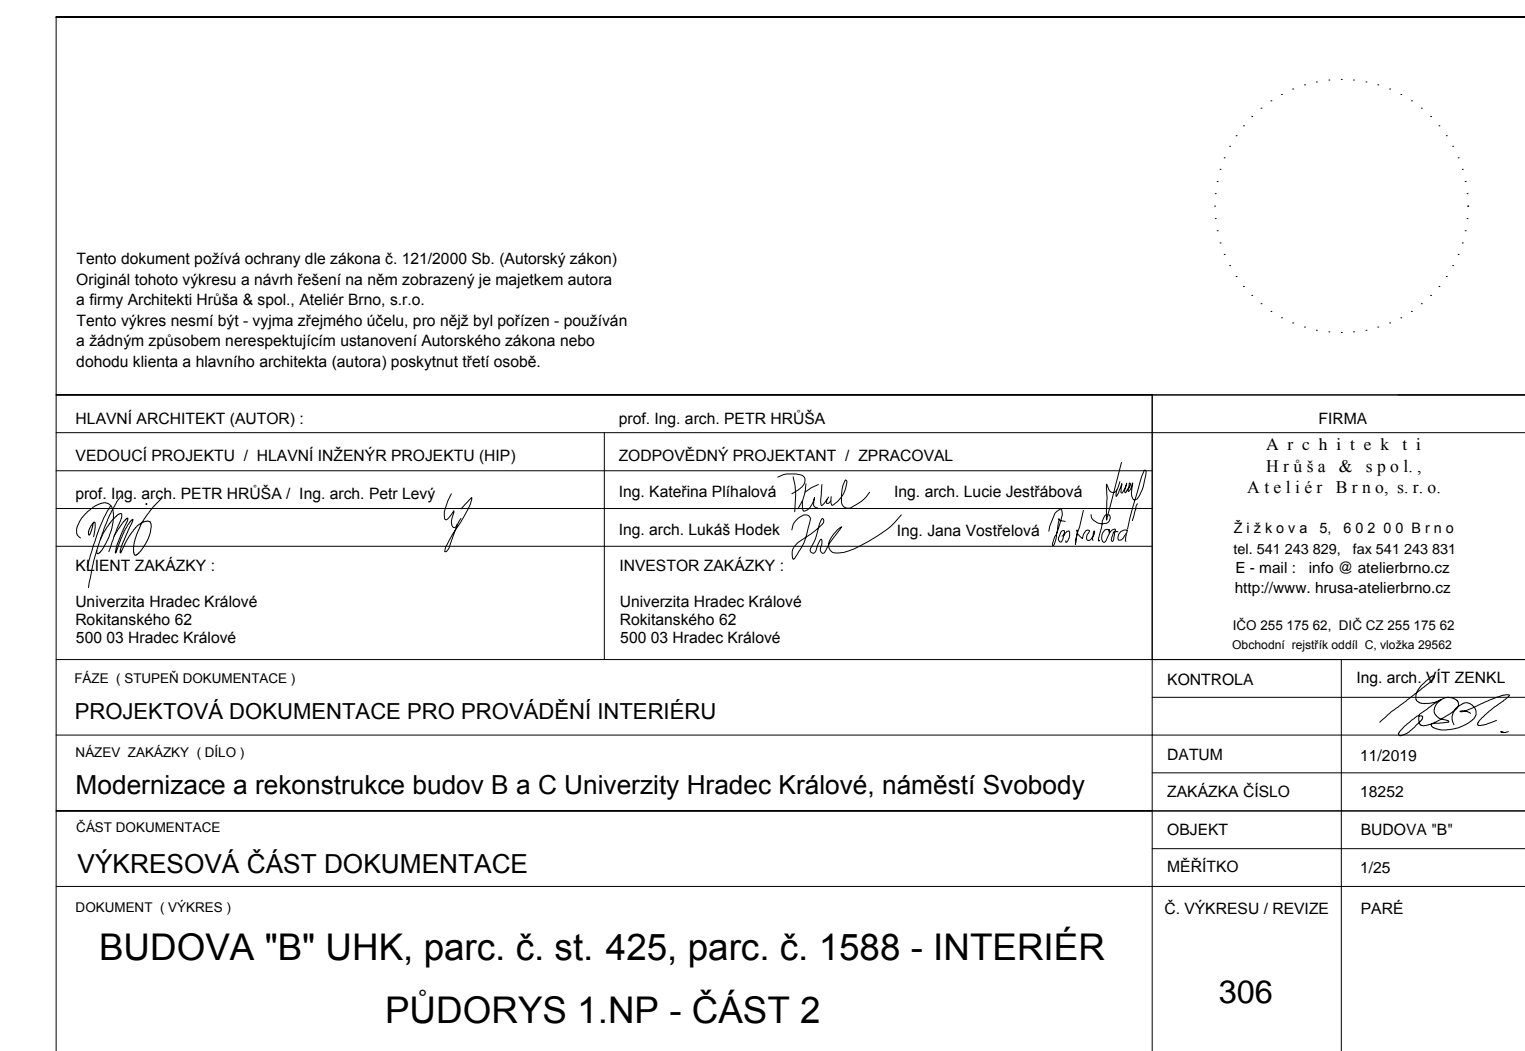 Tento dokument požívá ochrany dle zákona č. 121/2000 Sb. (Autorský zákon)
Originál tohoto výkresu a návrh řešení na něm zobrazený je majetkem autora
a firmy Architekti Hrůša & spol., Ateliér Brno, s.r.o.
Tento výkres nesmí být - vyjma zřejmého účelu, pro nějž byl pořízen - používán
a žádným způsobem nerespektujícím ustanovení Autorského zákona nebo
dohodu klienta a hlavního architekta (autora) poskytnut třetí osobě.
HLAVNÍ ARCHITEKT (AUTOR) :
prof. Ing. arch. PETR HRŮŠA
VEDOUCÍ PROJEKTU / HLAVNÍ INŽENÝR PROJEKTU (HIP)
ZODPOVĚDNÝ PROJEKTANT / ZPRACOVAL
prof. Ing. arch. PETR HRŮŠA / Ing. arch. Petr Levý
Ing. Kateřina Plíhalová
Ing. arch. Lucie Jestřábová
Ing. arch. Lukáš Hodek
Ing. Jana Vostřelová
KLIENT ZAKÁZKY :
Univerzita Hradec Králové
Rokitanského 62
500 03 Hradec Králové
INVESTOR ZAKÁZKY :
Univerzita Hradec Králové
Rokitanského 62
500 03 Hradec Králové
FIRMA
Architekti
Hrůša & spol.,
Ateliér Brno, s.r.o.
Žižkova 5, 602 00 Brno
tel. 541 243 829, fax 541 243 831
E - mail : info @ atelierbrno.cz
http://www. hrusa-atelierbrno.cz
IČO 255 175 62, DIČ CZ 255 175 62
Obchodní rejstřík oddíl C, vložka 29562
FÁZE ( STUPEŇ DOKUMENTACE )
PROJEKTOVÁ DOKUMENTACE PRO PROVÁDĚNÍ INTERIÉRU
KONTROLA
Ing. arch. VÍT ZENKL
NÁZEV ZAKÁZKY ( DÍLO )
Modernizace a rekonstrukce budov B a C Univerzity Hradec Králové, náměstí Svobody
DATUM
11/2019
ZAKÁZKA ČÍSLO
18252
ČÁST DOKUMENTACE
VÝKRESOVÁ ČÁST DOKUMENTACE
OBJEKT
BUDOVA "B"
MĚŘÍTKO
1/25
DOKUMENT ( VÝKRES )
BUDOVA "B" UHK, parc. č. st. 425, parc. č. 1588 - INTERIÉR
PŮDORYS 1.NP - ČÁST 2
Č. VÝKRESU / REVIZE
306
PARÉ